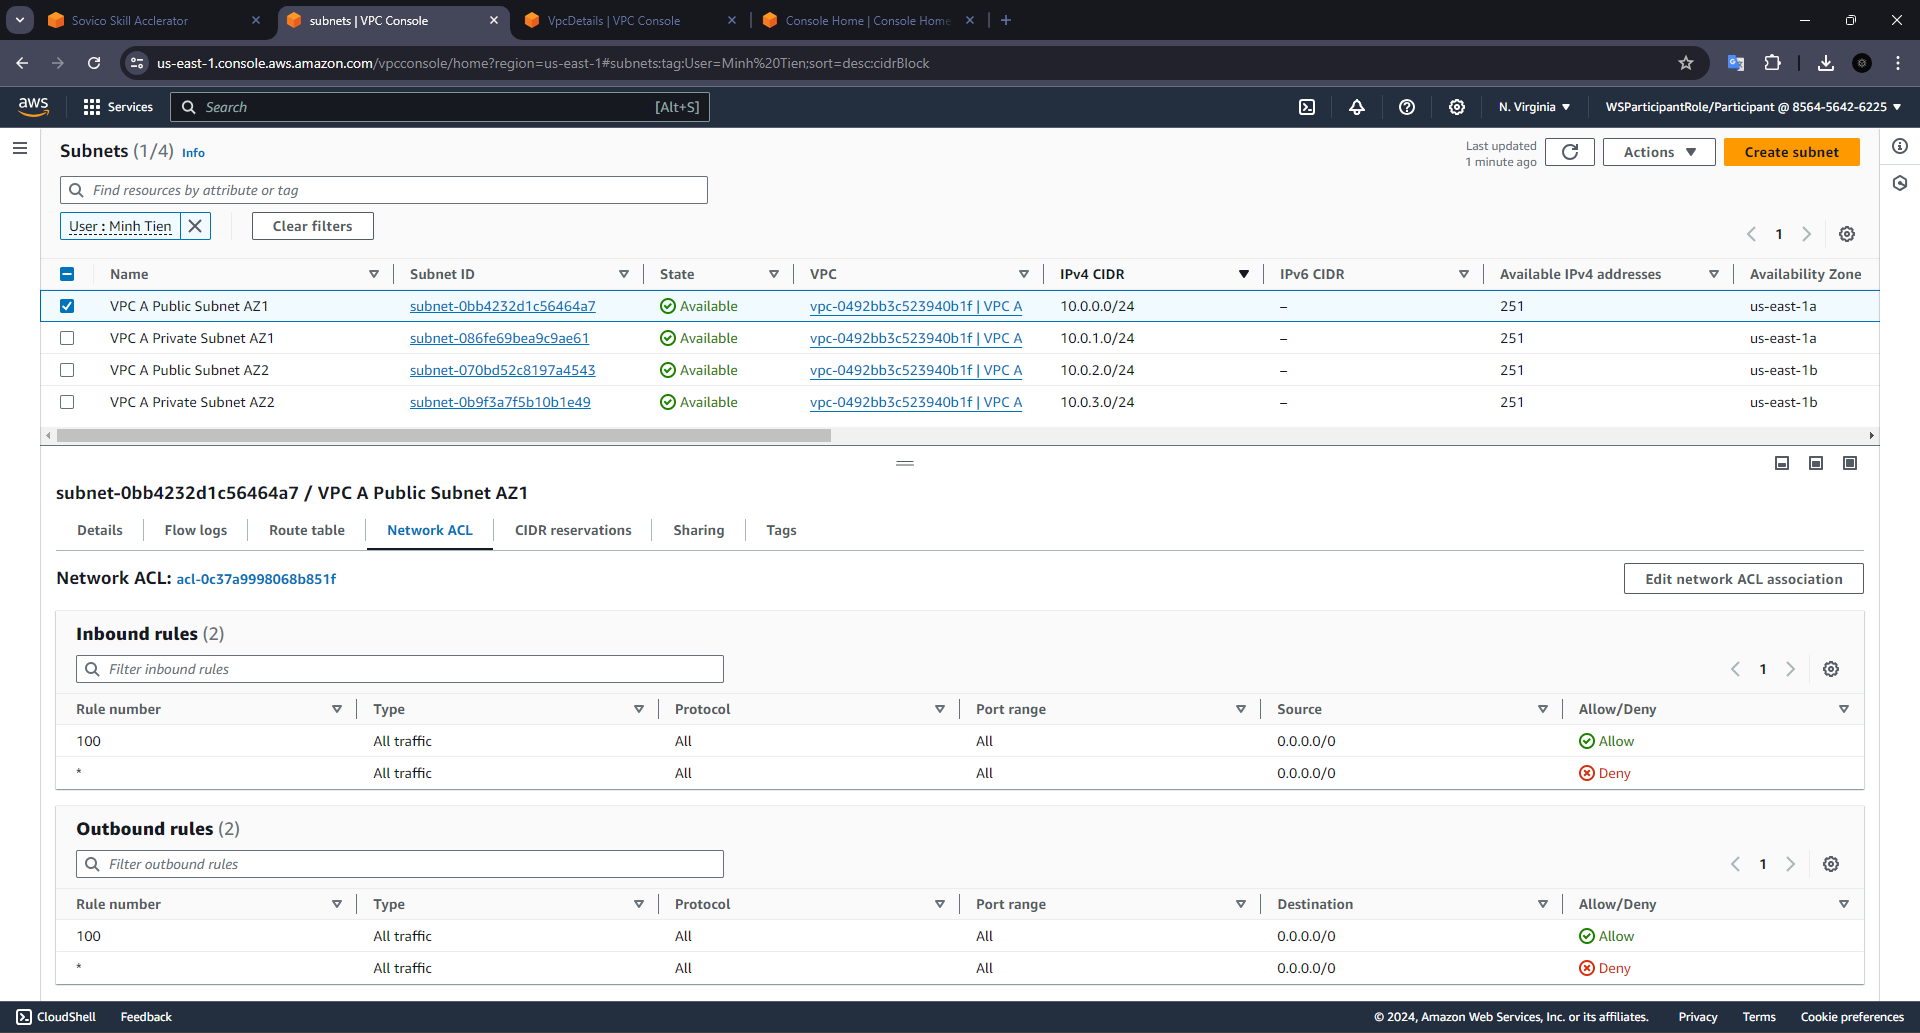 Sovico Skill Acclerator
subnets | VPC Console
VpcDetails | VPC Console
Console Home | Console Home
us-east-1.console.aws.amazon.com/vpcconsole/home?region=us-east-1#subnets:tag:User=Minh%20Tien;sort=desc:cidrBlock
aws Services Search [Alt+S] N. Virginia WSParticipantRole/Participant @ 8564-5642-6225
Subnets (1/4) Info
Last updated
1 minute ago
Actions
Create subnet
Find resources by attribute or tag
User : Minh Tien
Clear filters
1
Name Subnet ID State VPC IPv4 CIDR IPv6 CIDR Available IPv4 addresses Availability Zone
VPC A Public Subnet AZ1 subnet-0bb4232d1c56464a7 Available vpc-0492bb3c523940b1f | VPC A 10.0.0.0/24 – 251 us-east-1a
VPC A Private Subnet AZ1 subnet-086fe69bea9c9ae61 Available vpc-0492bb3c523940b1f | VPC A 10.0.1.0/24 – 251 us-east-1a
VPC A Public Subnet AZ2 subnet-070bd52c8197a4543 Available vpc-0492bb3c523940b1f | VPC A 10.0.2.0/24 – 251 us-east-1b
VPC A Private Subnet AZ2 subnet-0b9f3a7f5b10b1e49 Available vpc-0492bb3c523940b1f | VPC A 10.0.3.0/24 – 251 us-east-1b
subnet-0bb4232d1c56464a7 / VPC A Public Subnet AZ1
Details Flow logs Route table Network ACL CIDR reservations Sharing Tags
Network ACL: acl-0c37a9998068b851f
Edit network ACL association
Inbound rules (2)
Filter inbound rules
1
Rule number Type Protocol Port range Source Allow/Deny
100 All traffic All All 0.0.0.0/0 Allow
* All traffic All All 0.0.0.0/0 Deny
Outbound rules (2)
Filter outbound rules
1
Rule number Type Protocol Port range Destination Allow/Deny
100 All traffic All All 0.0.0.0/0 Allow
* All traffic All All 0.0.0.0/0 Deny
CloudShell Feedback © 2024, Amazon Web Services, Inc. or its affiliates. Privacy Terms Cookie preferences